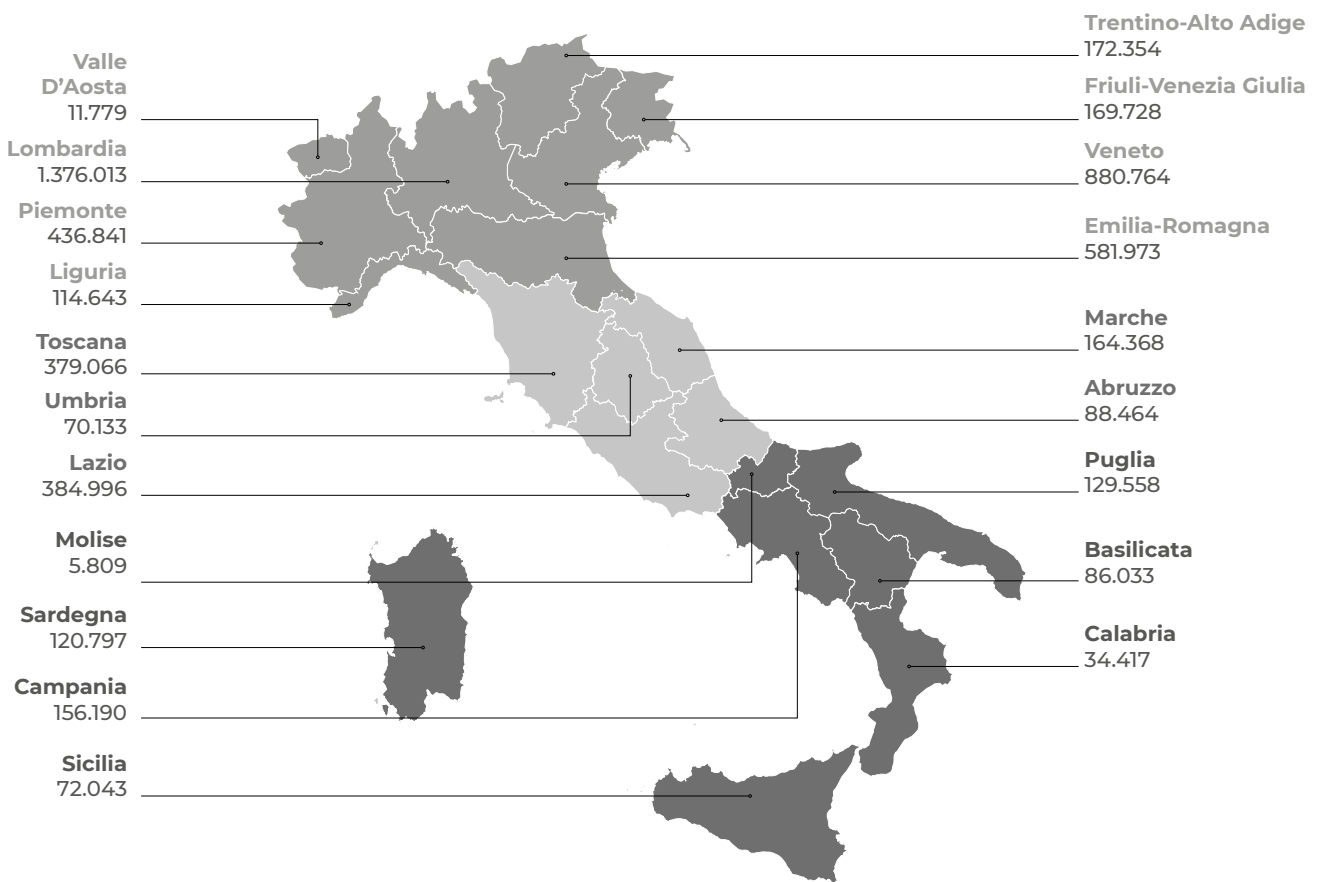 Valle
D'Aosta
11.779
Lombardia
1.376.013
Piemonte
436.841
Liguria
114.643
Toscana
379.066
Umbria
70.133
Lazio
384.996
Molise
5.809
Sardegna
120.797
Campania
156.190
Sicilia
72.043
Trentino-Alto Adige
172.354
Friuli-Venezia Giulia
169.728
Veneto
880.764
Emilia-Romagna
581.973
Marche
164.368
Abruzzo
88.464
Puglia
129.558
Basilicata
86.033
Calabria
34.417